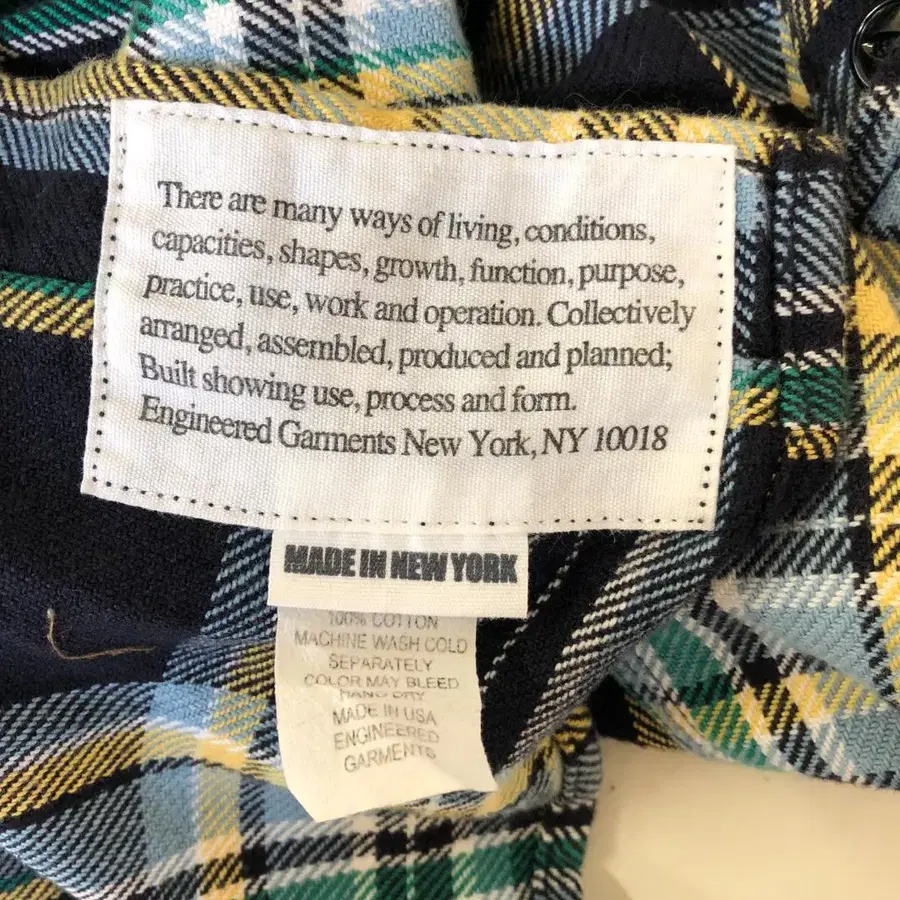 There are many ways of living, conditions,
capacities, shapes, growth, function, purpose,
practice, use, work and operation. Collectively
arranged, assembled, produced and planned;
Built showing use, process and form.
Engineered Garments New York, NY 10018
MADE IN NEW YORK
100% COTTON
MACHINE WASH COLD
SEPARATELY
COLOR MAY BLEED
HANG DRY
MADE IN USA
ENGINEERED
GARMENTS